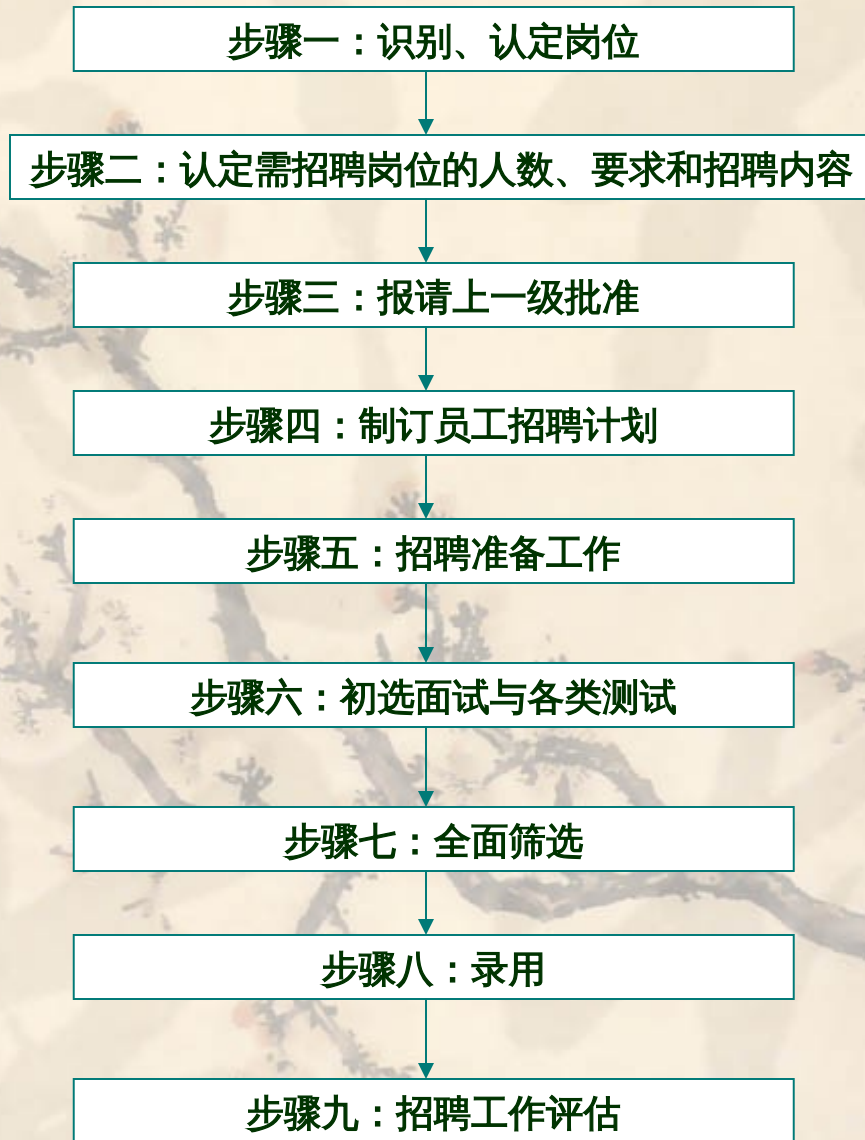 步骤一：识别、认定岗位
步骤二：认定需招聘岗位的人数、要求和招聘内容
步骤三：报请上一级批准
步骤四：制订员工招聘计划
步骤五：招聘准备工作
步骤六：初选面试与各类测试
步骤七：全面筛选
步骤八：录用
步骤九：招聘工作评估